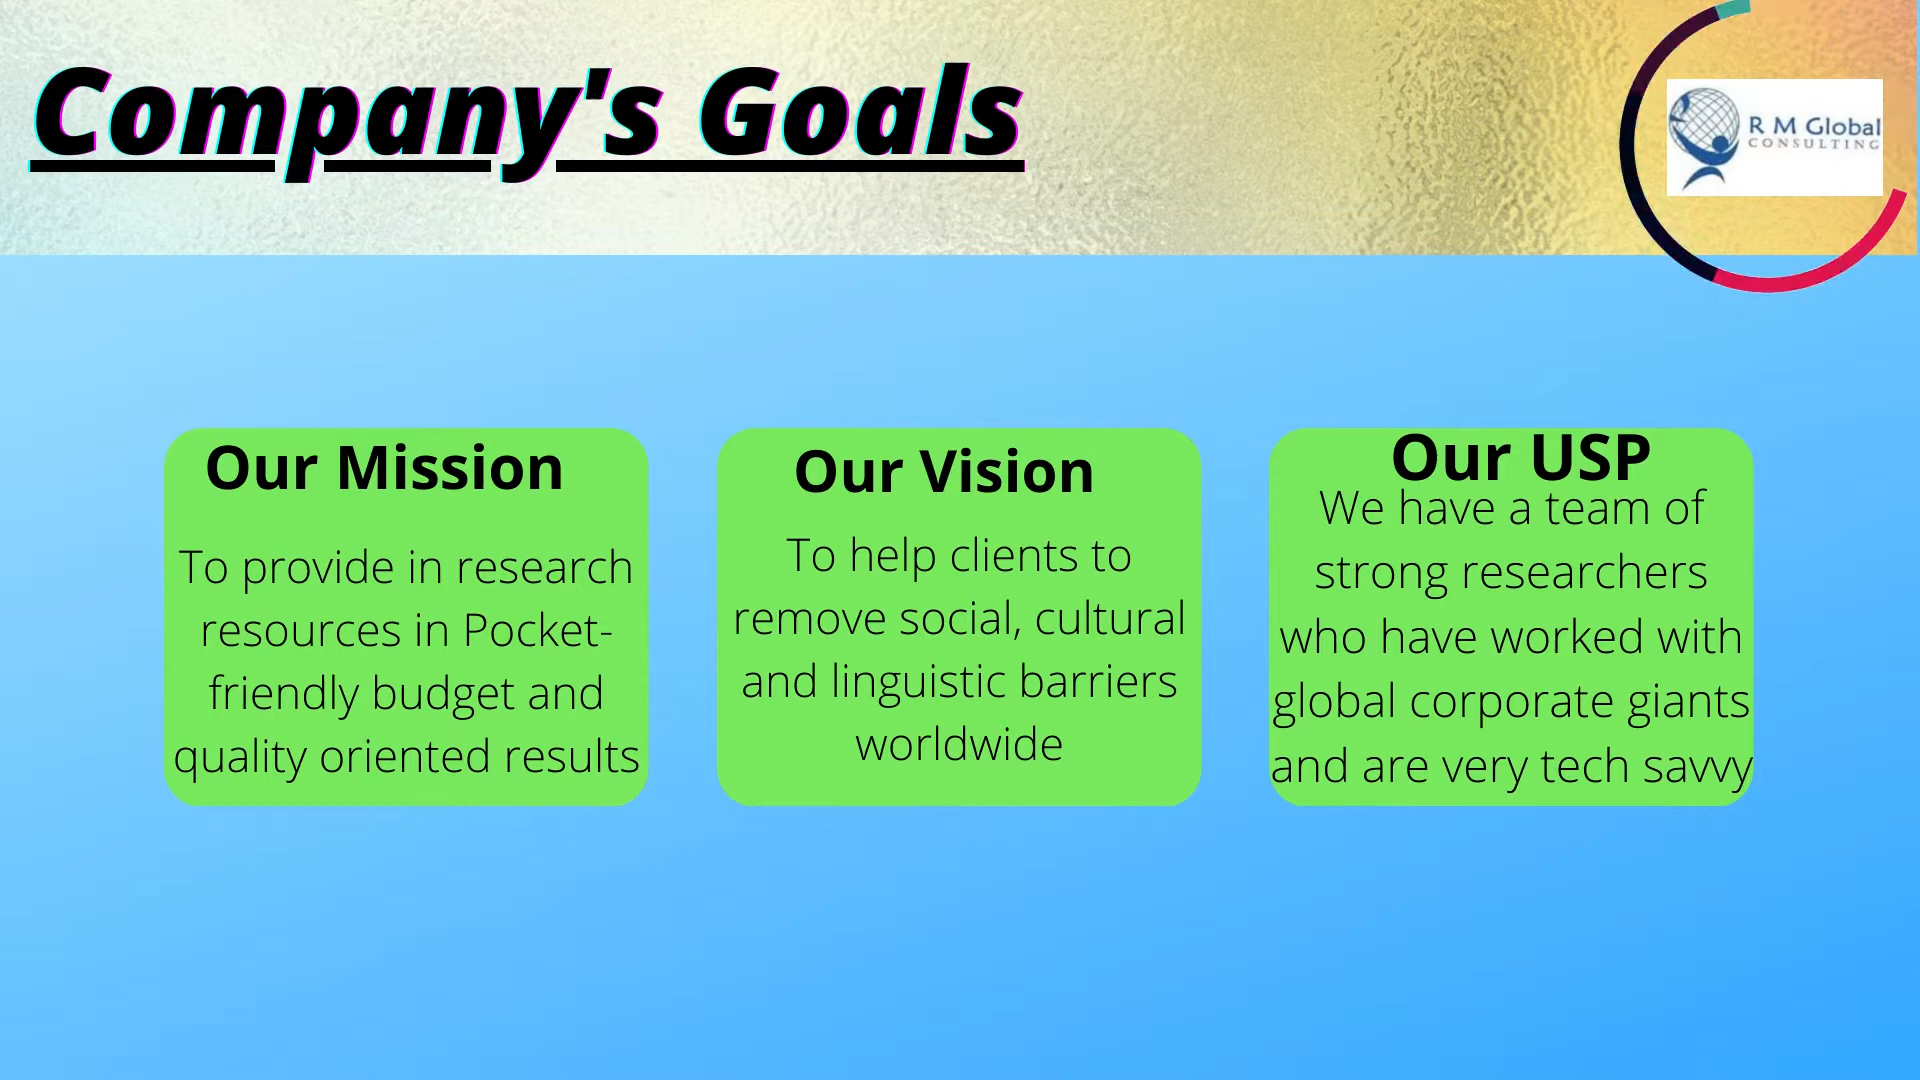 Company's Goals
R M Global
CONSULTING
Our Mission
To provide in research
resources in Pocket-
friendly budget and
quality oriented results
Our Vision
To help clients to
remove social, cultural
and linguistic barriers
worldwide
Our USP
We have a team of
strong researchers
who have worked with
global corporate giants
and are very tech savvy